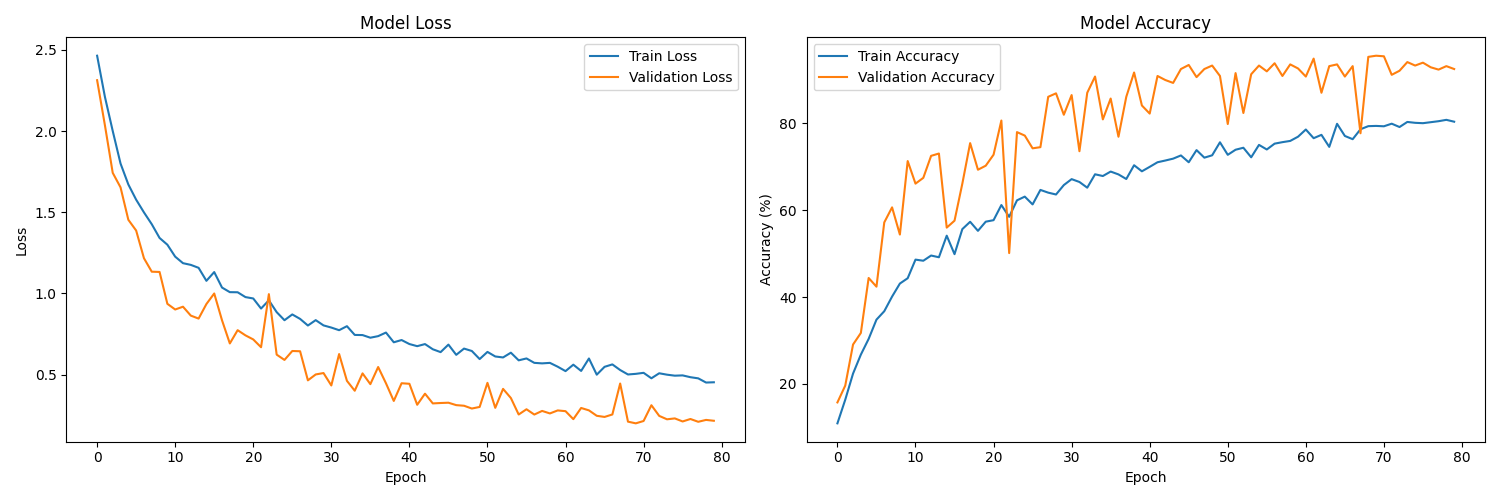 Model Loss
Train Loss
Validation Loss
2.5
2.0
1.5
1.0
0.5
Loss
0 10 20 30 40 50 60 70 80
Epoch
Model Accuracy
Train Accuracy
Validation Accuracy
80
60
40
20
Accuracy (%)
0 10 20 30 40 50 60 70 80
Epoch